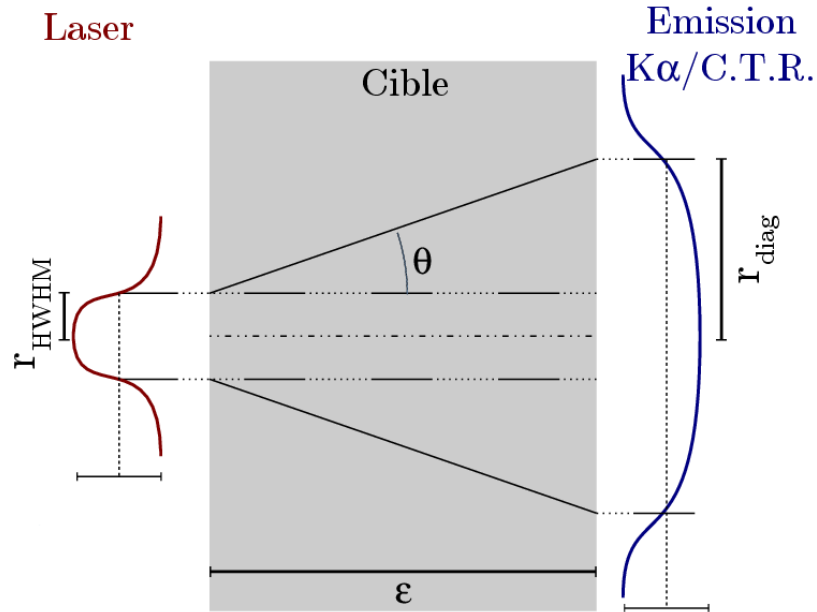 Laser
Emission
Kα/C.T.R.
Cible
θ
r_HWHM
r_diag
ε